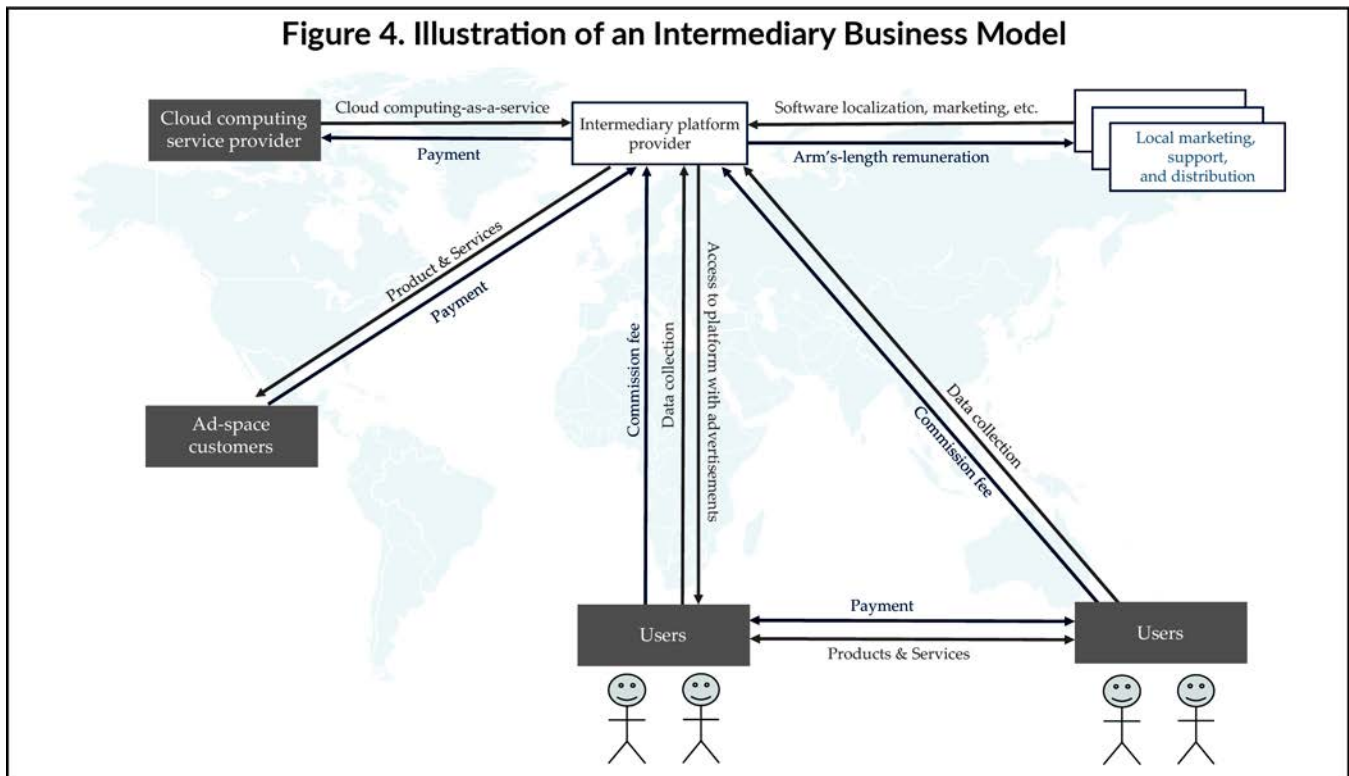 Figure 4. Illustration of an Intermediary Business Model
Cloud computing
service provider
Cloud computing-as-a-service
Payment
Intermediary platform
provider
Software localization, marketing, etc.
Arm's-length remuneration
Local marketing,
support,
and distribution
Product & Services
Payment
Ad-space
customers
Commission fee
Data collection
Access to platform with advertisements
Data collection
Commission fee
Users
Payment
Products & Services
Users